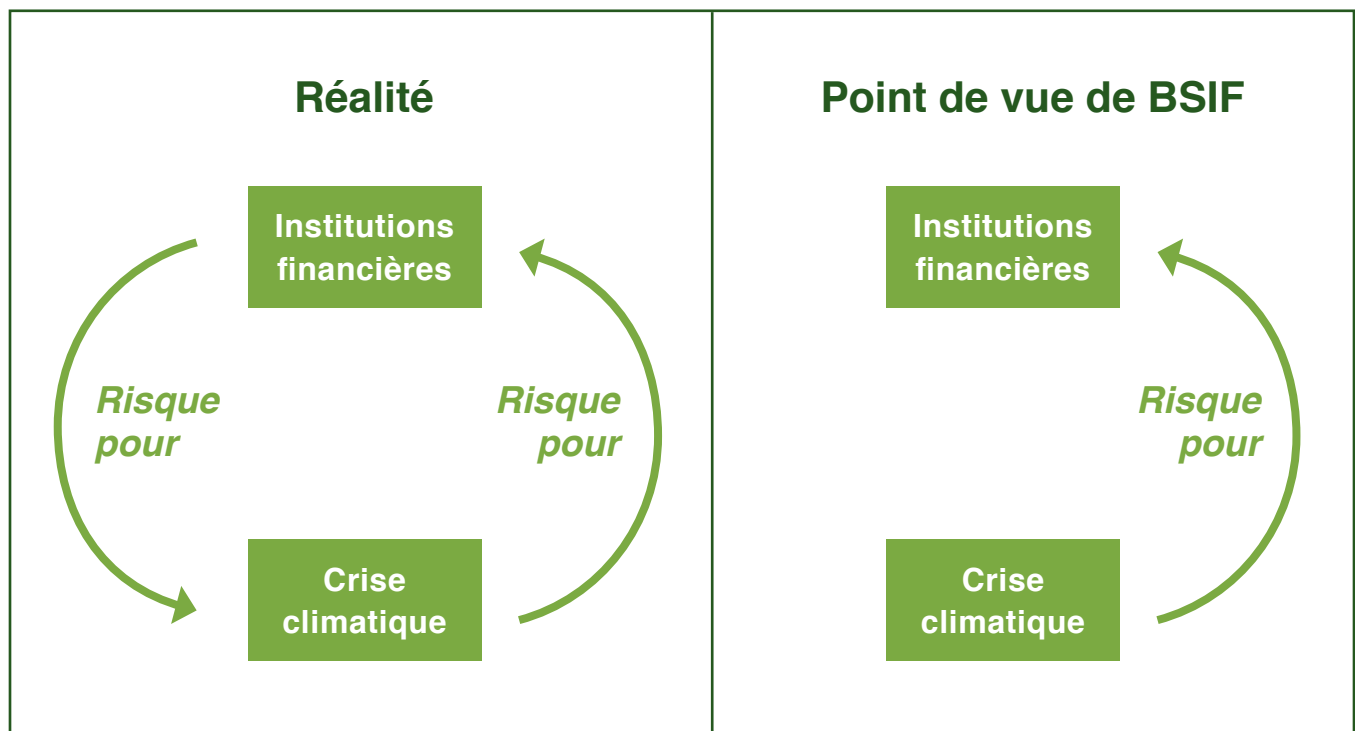 Réalité
Institutions
financières
Risque
pour
Risque
pour
Crise
climatique
Point de vue de BSIF
Institutions
financières
Risque
pour
Crise
climatique